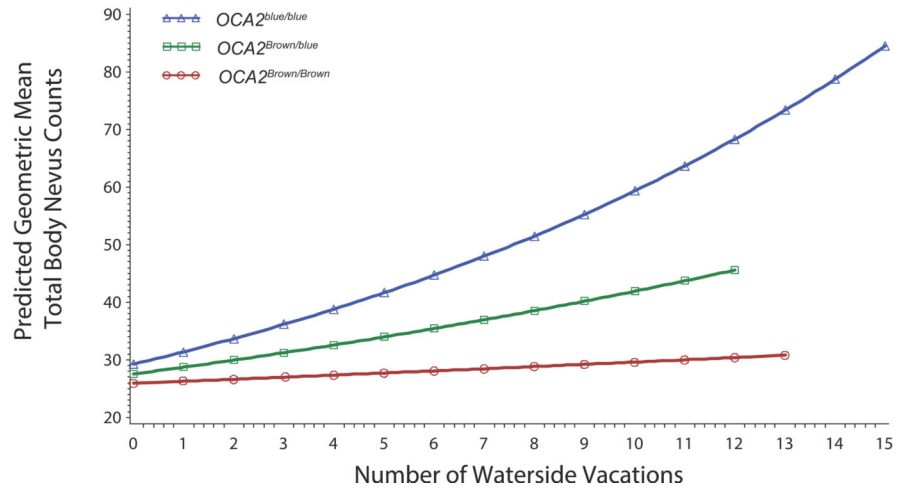 90
80
70
60
50
40
30
20
Predicted Geometric Mean
Total Body Nevus Counts
OCA2blue/blue
OCA2Brown/blue
OCA2Brown/Brown
0 1 2 3 4 5 6 7 8 9 10 11 12 13 14 15
Number of Waterside Vacations